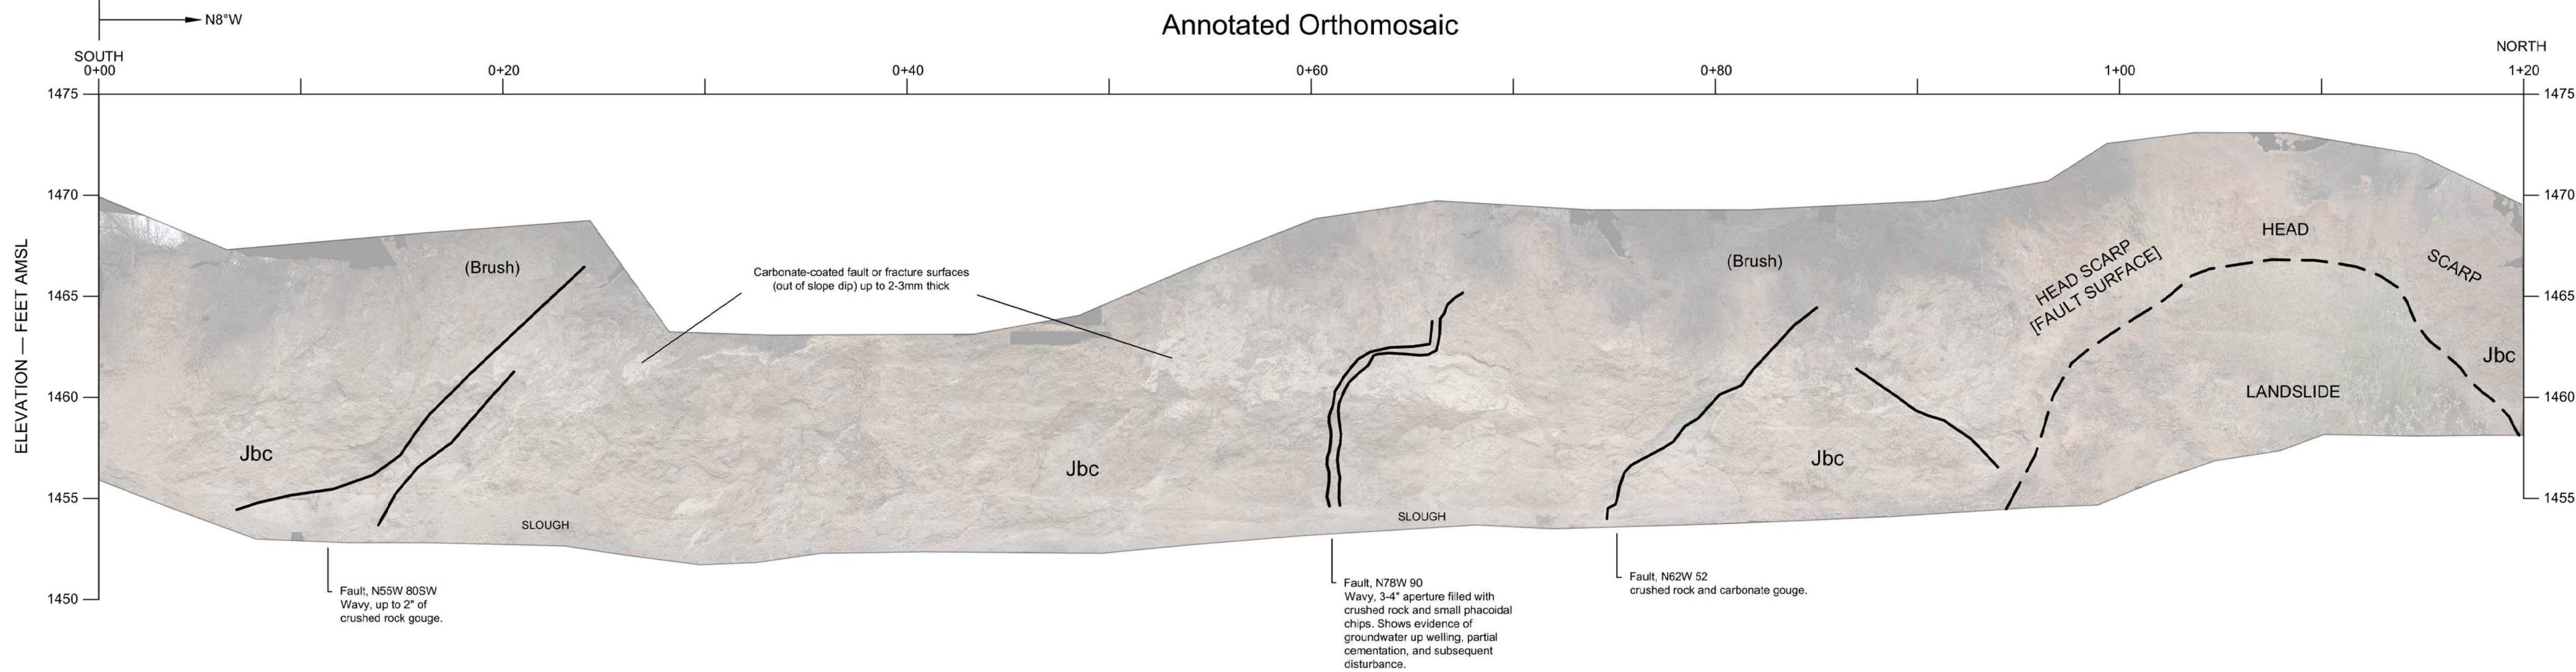 Annotated Orthomosaic
N8°W
SOUTH
NORTH
0+00
0+20
0+40
0+60
0+80
1+00
1+20
1475
1475
1470
1470
1465
1465
1460
1460
1455
1455
1450
ELEVATION — FEET AMSL
(Brush)
Carbonate-coated fault or fracture surfaces
(out of slope dip) up to 2-3mm thick
(Brush)
HEAD SCARP
[FAULT SURFACE]
HEAD
SCARP
Jbc
LANDSLIDE
Jbc
Jbc
Jbc
SLOUGH
SLOUGH
Fault, N55W 80SW
Wavy, up to 2" of
crushed rock gouge.
Fault, N78W 90
Wavy, 3-4" aperture filled with
crushed rock and small phacoidal
chips. Shows evidence of
groundwater up welling, partial
cementation, and subsequent
disturbance.
Fault, N62W 52
crushed rock and carbonate gouge.